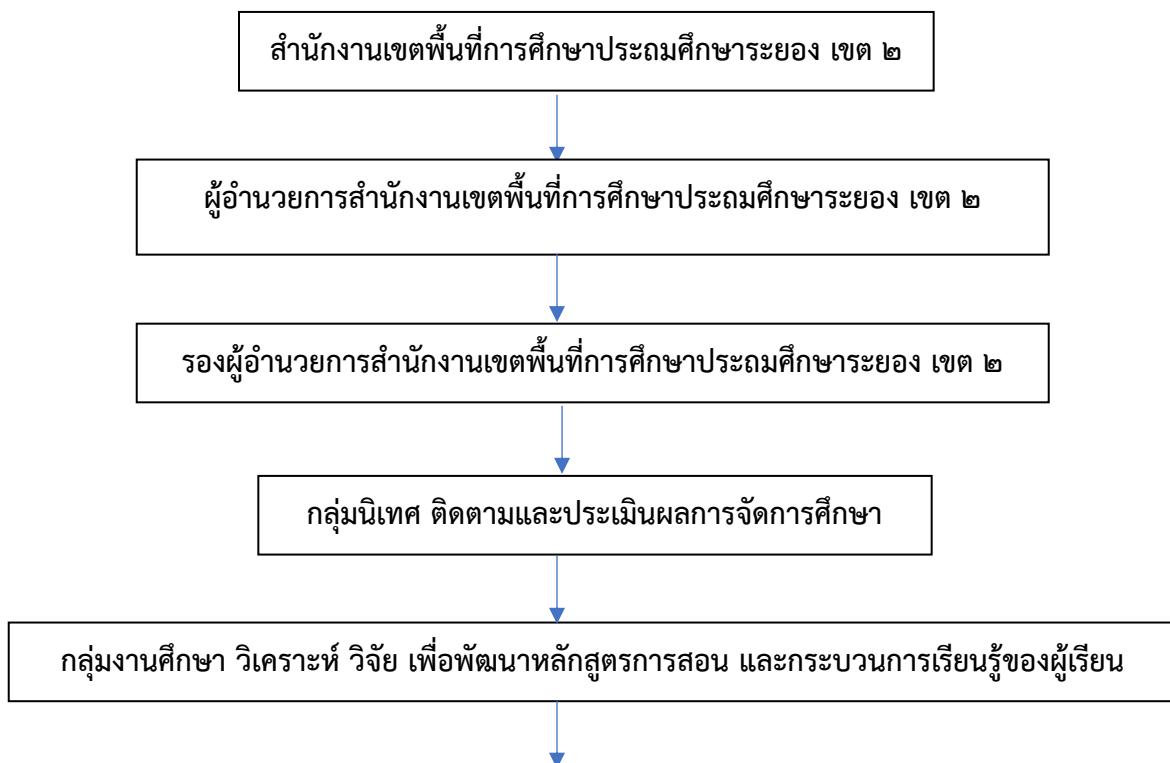 สำนักงานเขตพื้นที่การศึกษาประถมศึกษาระยอง เขต ๒
ผู้อำนวยการสำนักงานเขตพื้นที่การศึกษาประถมศึกษาระยอง เขต ๒
รองผู้อำนวยการสำนักงานเขตพื้นที่การศึกษาประถมศึกษาระยอง เขต ๒
กลุ่มนิเทศ ติดตามและประเมินผลการจัดการศึกษา
กลุ่มงานศึกษา วิเคราะห์ วิจัย เพื่อพัฒนาหลักสูตรการสอน และกระบวนการเรียนรู้ของผู้เรียน